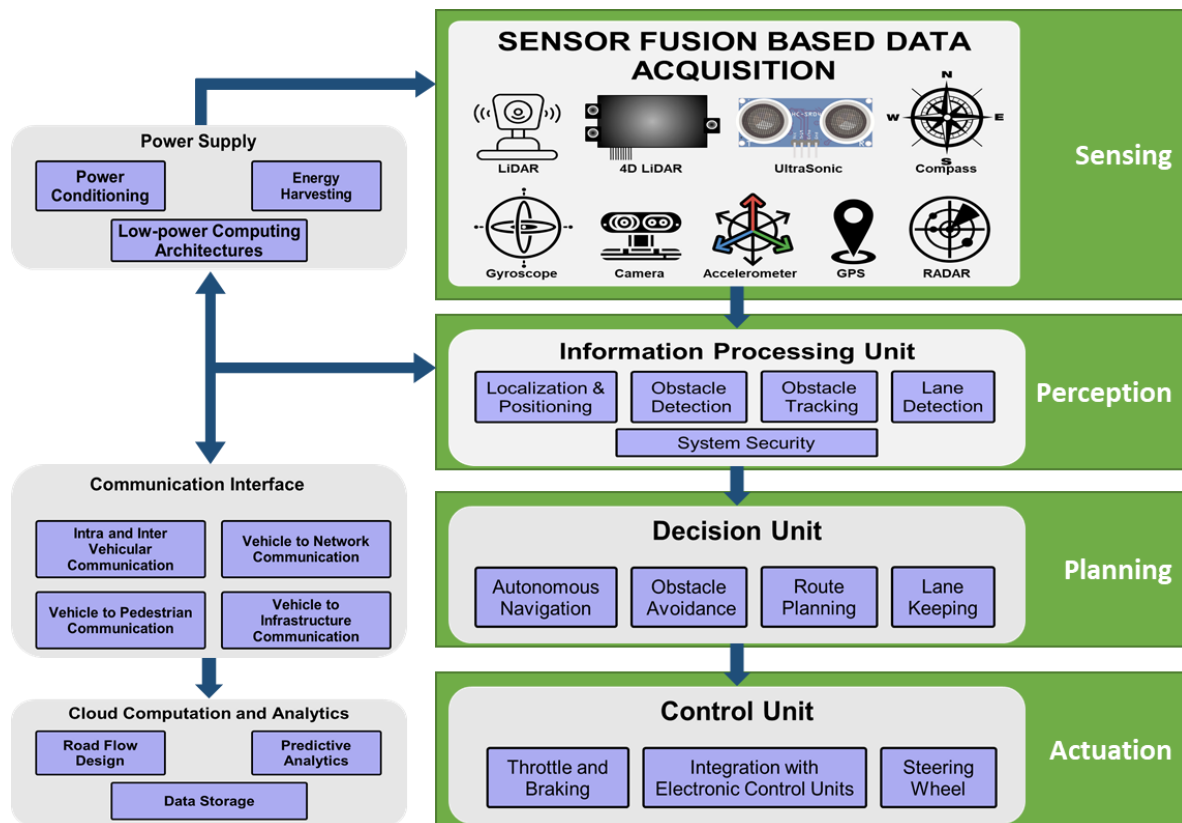 SENSOR FUSION BASED DATA
ACQUISITION
N
W
E
S
LiDAR
4D LiDAR
UltraSonic
Compass
Gyroscope
Camera
Accelerometer
GPS
RADAR
Sensing
Power Supply
Power
Conditioning
Energy
Harvesting
Low-power Computing
Architectures
Information Processing Unit
Localization &
Positioning
Obstacle
Detection
Obstacle
Tracking
Lane
Detection
System Security
Perception
Communication Interface
Intra and Inter
Vehicular
Communication
Vehicle to Network
Communication
Vehicle to Pedestrian
Communication
Vehicle to
Infrastructure
Communication
Decision Unit
Autonomous
Navigation
Obstacle
Avoidance
Route
Planning
Lane
Keeping
Planning
Cloud Computation and Analytics
Road Flow
Design
Predictive
Analytics
Data Storage
Control Unit
Throttle and
Braking
Integration with
Electronic Control Units
Steering
Wheel
Actuation